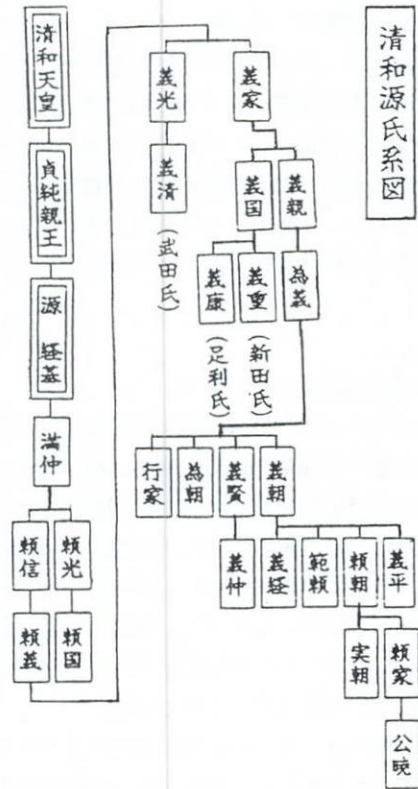 清和源氏系図
清和天皇
貞純親王
源 経基
満仲
頼光
頼国
頼信
頼義
義家
義光
義清
(武田氏)
義親
為義
義国
義重
(新田氏)
義康
(足利氏)
義朝
義賢
為朝
行家
義仲
義平
頼朝
範頼
義経
頼家
実朝
公暁